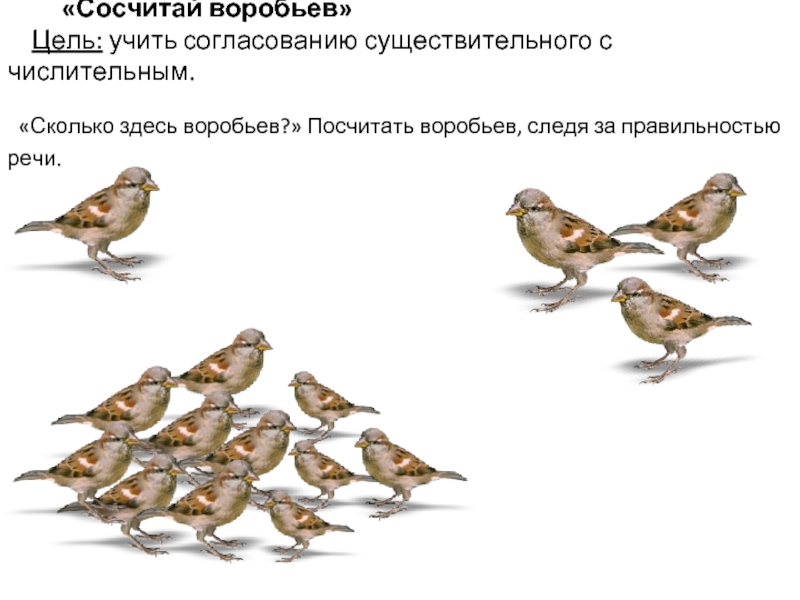 «Сосчитай воробьев»
Цель: учить согласованию существительного с
числительным.
«Сколько здесь воробьев?» Посчитать воробьев, следя за правильностью
речи.